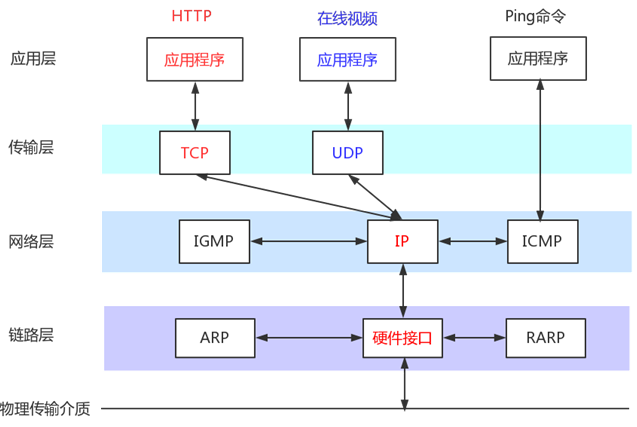 HTTP
在线视频
Ping命令
应用层
应用程序
应用程序
应用程序
传输层
TCP
UDP
网络层
IGMP
IP
ICMP
链路层
ARP
硬件接口
RARP
物理传输介质